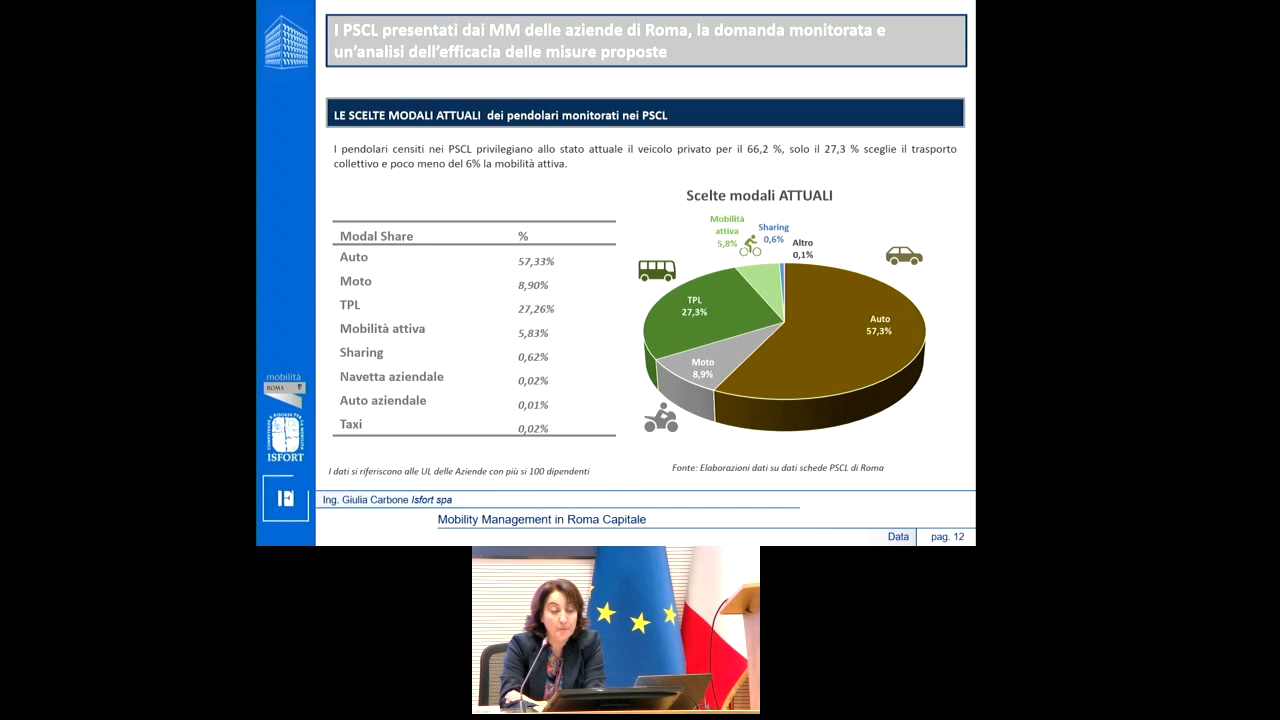 I PSCL presentati dai MM delle aziende di Roma, la domanda monitorata e
un'analisi dell'efficacia delle misure proposte
LE SCELTE MODALI ATTUALI dei pendolari monitorati nei PSCL
I pendolari censiti nei PSCL privilegiano allo stato attuale il veicolo privato per il 66,2 %, solo il 27,3 % sceglie il trasporto
collettivo e poco meno del 6% la mobilità attiva.
Modal Share %
Auto 57,33%
Moto 8,90%
TPL 27,26%
Mobilità attiva 5,83%
Sharing 0,62%
Navetta aziendale 0,02%
Auto aziendale 0,01%
Taxi 0,02%
I dati si riferiscono alle UL delle Aziende con più si 100 dipendenti
Scelte modali ATTUALI
Mobilità
attiva
5,8%
Sharing
0,6%
Altro
0,1%
TPL
27,3%
Auto
57,3%
Moto
8,9%
Fonte: Elaborazioni dati su dati schede PSCL di Roma
mobilità
ROMA
ISFORT
Ing. Giulia Carbone Isfort spa
Mobility Management in Roma Capitale
Data pag. 12